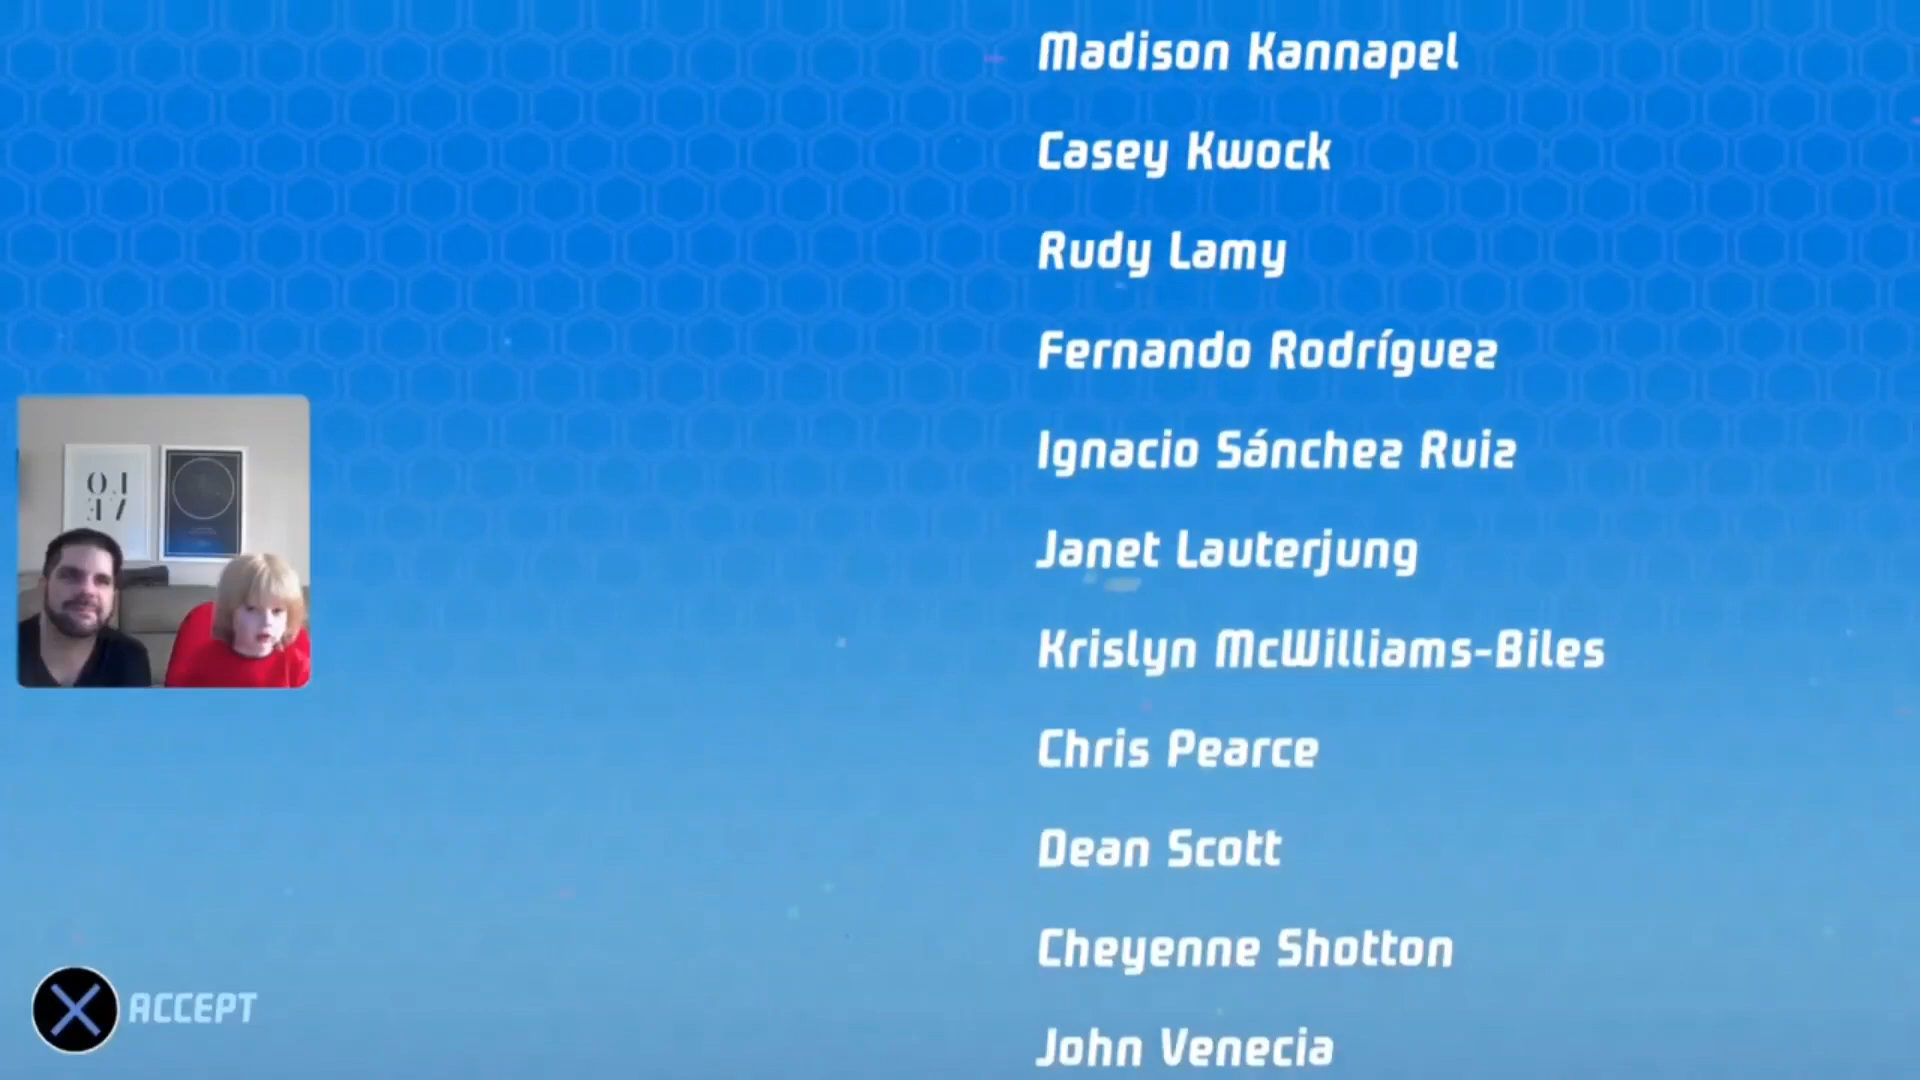 Madison Kannapel
Casey Kwock
Rudy Lamy
Fernando Rodríguez
Ignacio Sánchez Ruiz
Janet Lauterjung
Krislyn McWilliams-Biles
Chris Pearce
Dean Scott
Cheyenne Shotton
John Venecia
ACCEPT